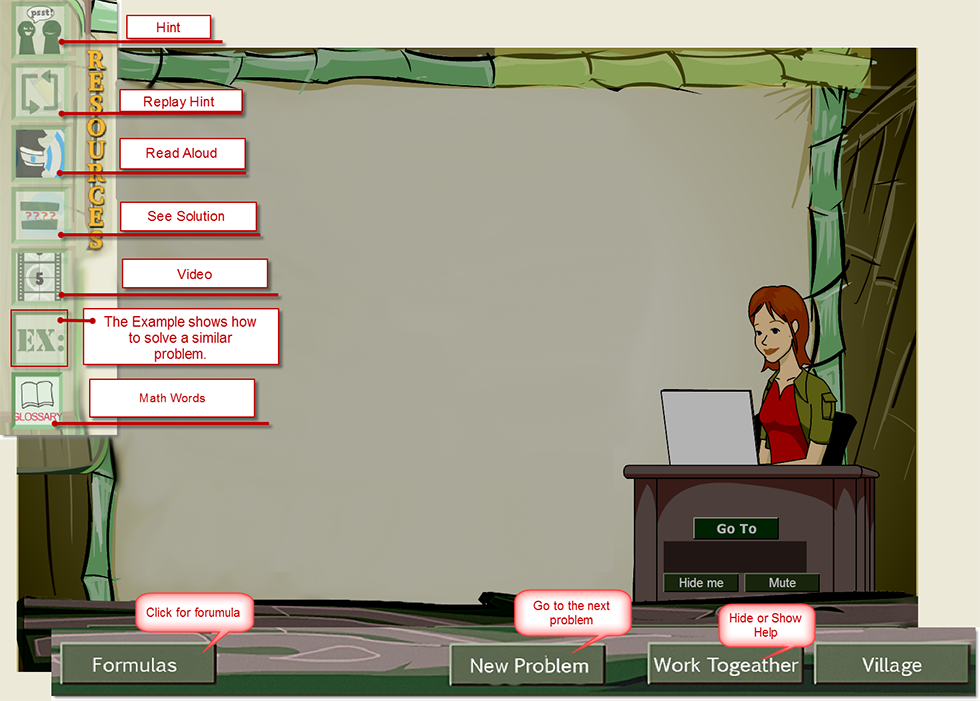 psst!
Hint
RESOURCES
Replay Hint
Read Aloud
????
See Solution
5
Video
EX:
The Example shows how
to solve a similar
problem.
GLOSSARY
Math Words
Go To
Hide me
Mute
Click for forumula
Go to the next
problem
Hide or Show
Help
Formulas
New Problem
Work Togeather
Village